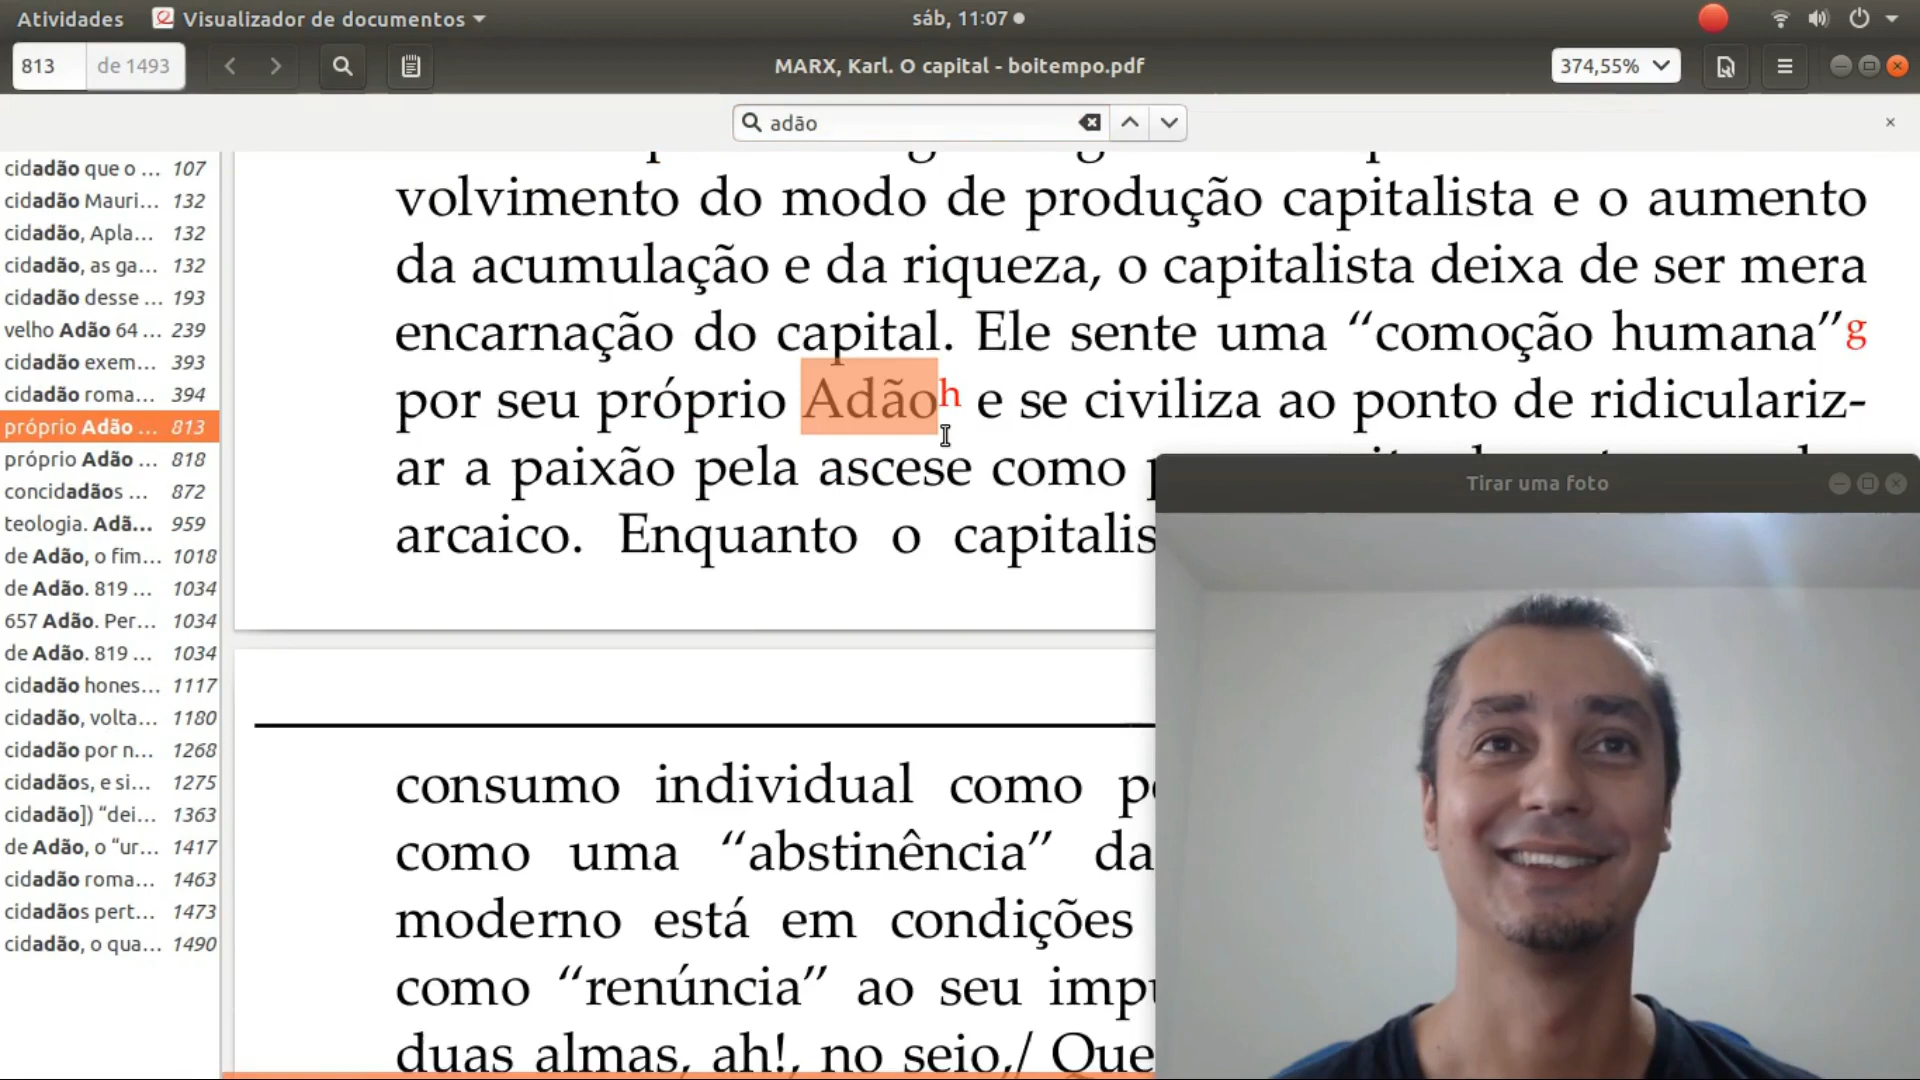 Atividades
Visualizador de documentos
sáb, 11:07
813
de 1493
MARX, Karl. O capital - boitempo.pdf
374,55%
adão
cidadão que o ... 107
cidadão Mauri... 132
cidadão, Apla... 132
cidadão, as ga... 132
cidadão desse ... 193
velho Adão 64 ... 239
cidadão exem... 393
cidadão roma... 394
próprio Adão ... 813
próprio Adão ... 818
concidadãos ... 872
teologia. Adã... 959
de Adão, o fim... 1018
de Adão. 819 ... 1034
657 Adão. Per... 1034
de Adão. 819 ... 1034
cidadão hones... 1117
cidadão, volta... 1180
cidadão por n... 1268
cidadãos, e si... 1275
cidadão]) “dei... 1363
de Adão, o “ur... 1417
cidadão roma... 1463
cidadãos pert... 1473
cidadão, o qua... 1490
volvimento do modo de produção capitalista e o aumento
da acumulação e da riqueza, o capitalista deixa de ser mera
encarnação do capital. Ele sente uma “comoção humana”g
por seu próprio Adãoh e se civiliza ao ponto de ridiculariz-
ar a paixão pela ascese como
arcaico. Enquanto o capitalis
consumo individual como
como uma “abstinência” da
moderno está em condições
como “renúncia” ao seu
duas almas, ah!, no seio,/ Que
Tirar uma foto